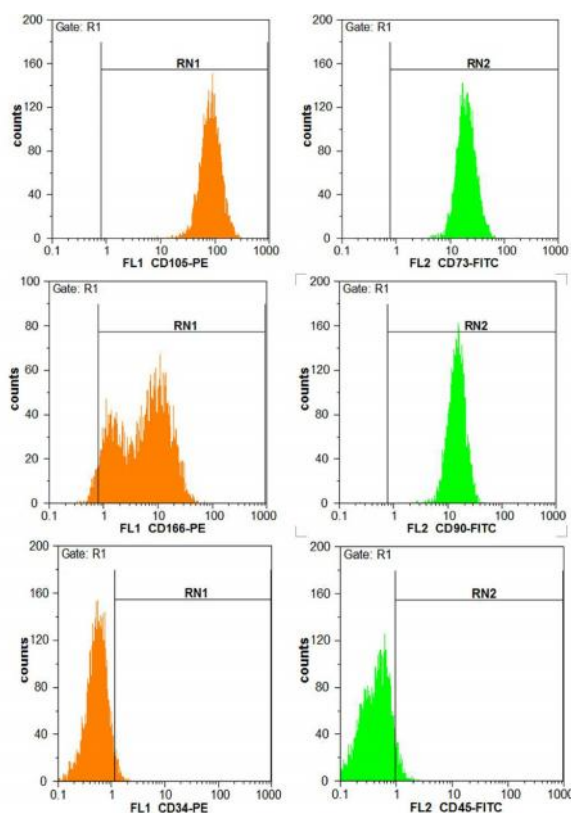 200
Gate: R1
RN1
160
120
80
40
0
counts
0.1 1 10 100 1000
FL1 CD105-PE
200
Gate: R1
RN2
160
120
80
40
0
counts
0.1 1 10 100 1000
FL2 CD73-FITC
100
Gate: R1
RN1
80
60
40
20
0
counts
0.1 1 10 100 1000
FL1 CD166-PE
200
Gate: R1
RN2
160
120
80
40
0
counts
0.1 1 10 100 1000
FL2 CD90-FITC
200
Gate: R1
RN1
160
120
80
40
0
counts
0.1 1 10 100 1000
FL1 CD34-PE
200
Gate: R1
RN2
160
120
80
40
0
counts
0.1 1 10 100 1000
FL2 CD45-FITC